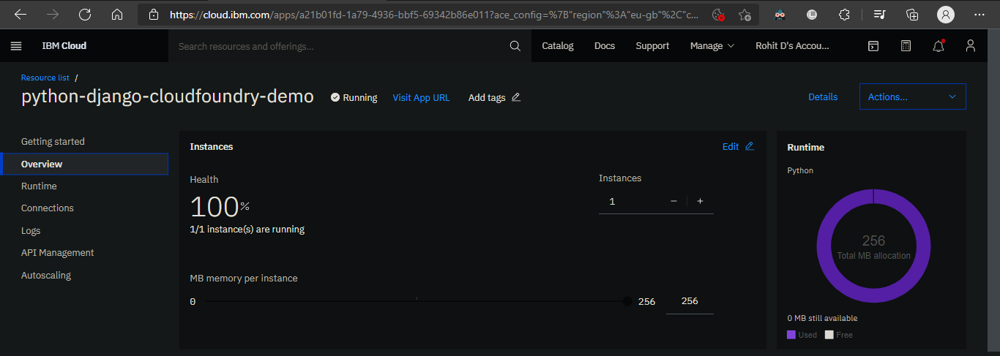 https://cloud.ibm.com/apps/a21b01fd-1a79-4936-bbf5-69342b86e011?ace_config=%7B"region"%3A"eu-gb"%2C"c...
IBM Cloud
Search resources and offerings...
Catalog
Docs
Support
Manage
Rohit D's Accou...
Resource list /
python-django-cloudfoundry-demo
Running
Visit App URL
Add tags
Details
Actions...
Getting started
Overview
Runtime
Connections
Logs
API Management
Autoscaling
Instances
Edit
Health
100%
1/1 instance(s) are running
Instances
1 − +
MB memory per instance
0
256
256
Runtime
Python
256
Total MB allocation
0 MB still available
Used
Free